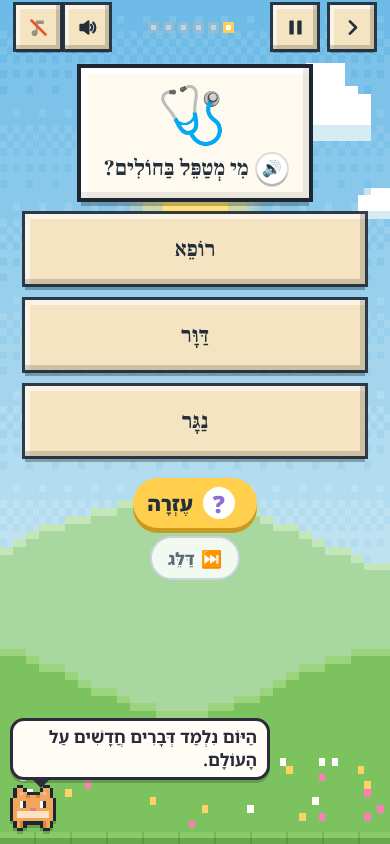 מִי מְטַפֵּל בַּחוֹלִים?
רוֹפֵא
דַּוָּר
נַגָּר
עֶזְרָה ?
דַּלֵּג
הַיּוֹם נִלְמַד דְּבָרִים חֲדָשִׁים עַל
הָעוֹלָם.